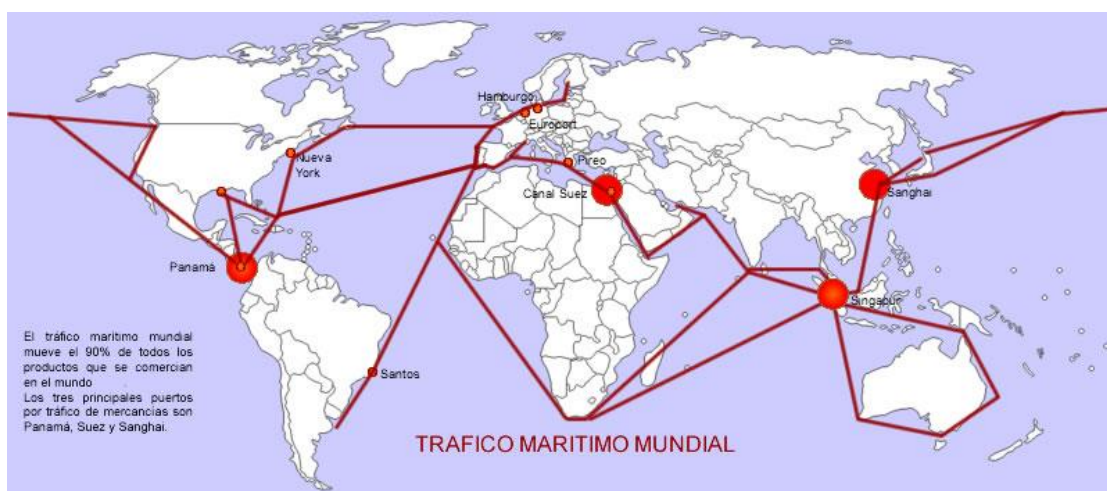 Hamburgo
Europort
Nueva
York
Pireo
Canal Suez
Sanghai
Panamá
Singapur
El tráfico marítimo mundial
mueve el 90% de todos los
productos que se comercian
en el mundo
Los tres principales puertos
por tráfico de mercancias son
Panamá, Suez y Sanghai.
Santos
TRAFICO MARITIMO MUNDIAL